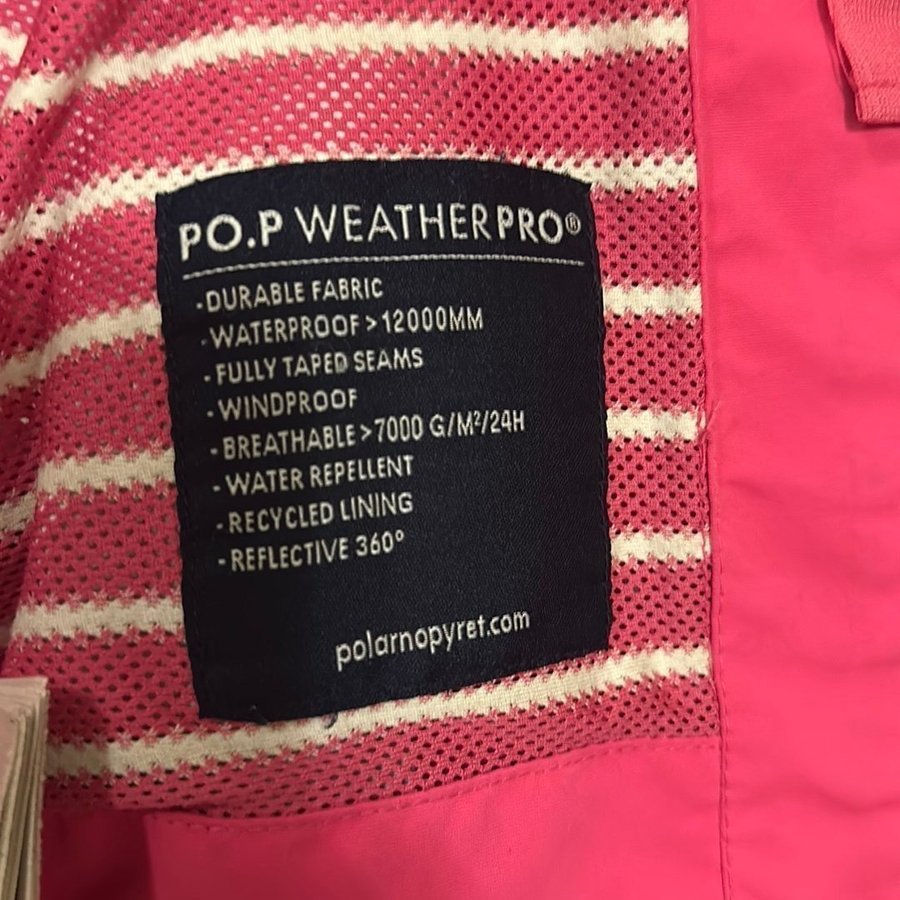 PO.P WEATHERPRO®
-DURABLE FABRIC
-WATERPROOF >12000MM
-FULLY TAPED SEAMS
-WINDPROOF
-BREATHABLE >7000 G/M²/24H
-WATER REPELLENT
-RECYCLED LINING
-REFLECTIVE 360°
polarnopyret.com